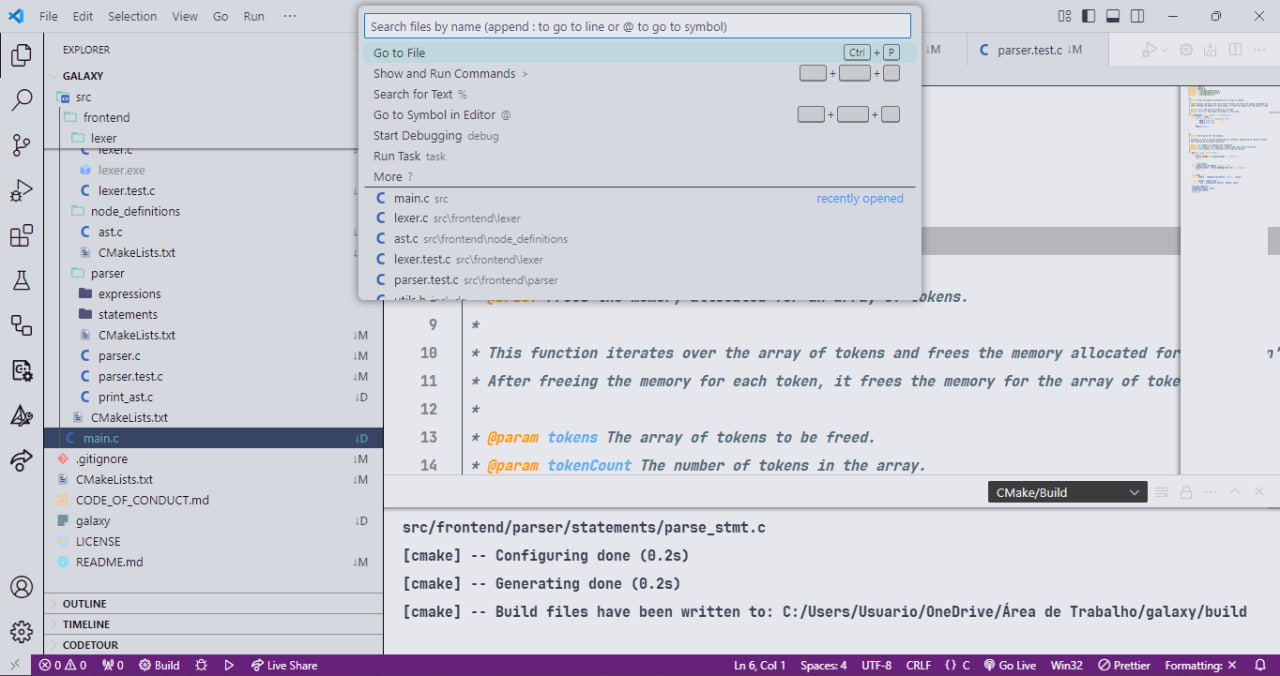 File Edit Selection View Go Run ···
Search files by name (append : to go to line or @ to go to symbol)
Go to File Ctrl + P
Show and Run Commands >
Search for Text %
Go to Symbol in Editor @
Start Debugging debug
Run Task task
More ?
main.c src recently opened
lexer.c src\frontend\lexer
ast.c src\frontend\node_definitions
lexer.test.c src\frontend\lexer
parser.test.c src\frontend\parser
utils.h include
↓M
parser.test.c ↓M
EXPLORER
GALAXY
src
frontend
lexer
lexer.c
lexer.exe
lexer.test.c
node_definitions
ast.c
CMakeLists.txt
parser
expressions
statements
CMakeLists.txt ↓M
parser.c ↓M
parser.test.c ↓M
print_ast.c ↓D
CMakeLists.txt
main.c ↓D
.gitignore ↓M
CMakeLists.txt ↓M
CODE_OF_CONDUCT.md
galaxy ↓D
LICENSE
README.md ↓M
OUTLINE
TIMELINE
CODETOUR
* @brief Frees the memory allocated for an array of tokens.
9 *
10 * This function iterates over the array of tokens and frees the memory allocated for
11 * After freeing the memory for each token, it frees the memory for the array of toke
12 *
13 * @param tokens The array of tokens to be freed.
14 * @param tokenCount The number of tokens in the array.
CMake/Build
src/frontend/parser/statements/parse_stmt.c
[cmake] -- Configuring done (0.2s)
[cmake] -- Generating done (0.2s)
[cmake] -- Build files have been written to: C:/Users/Usuario/OneDrive/Área de Trabalho/galaxy/build
0 0 0 Build Live Share Ln 6, Col 1 Spaces: 4 UTF-8 CRLF {} C Go Live Win32 Prettier Formatting: ×